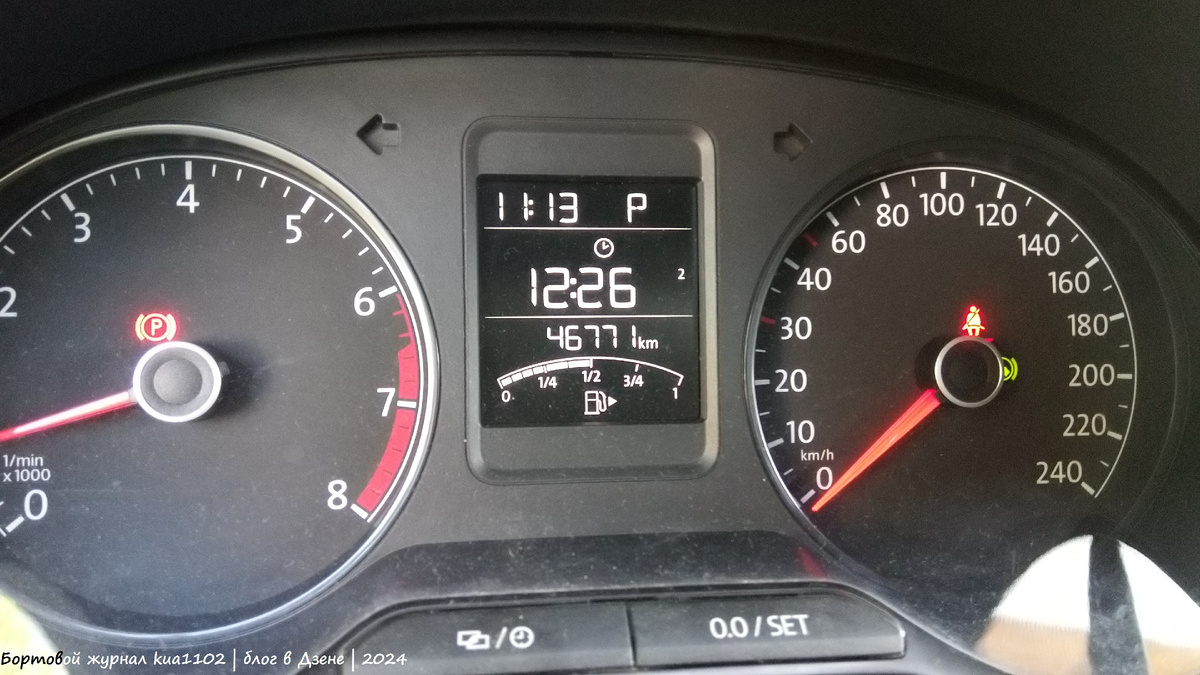 11:13 P
12:26 2
46771 km
0 1/4 1/2 3/4 1
2 3 4 5 6 7 8
P
1/min
x1000
0
0 10 20 30 40 60 80 100 120 140 160 180 200 220 240
km/h
/
0.0 / SET
Бортовой журнал kua1102 | блог в Дзене | 2024